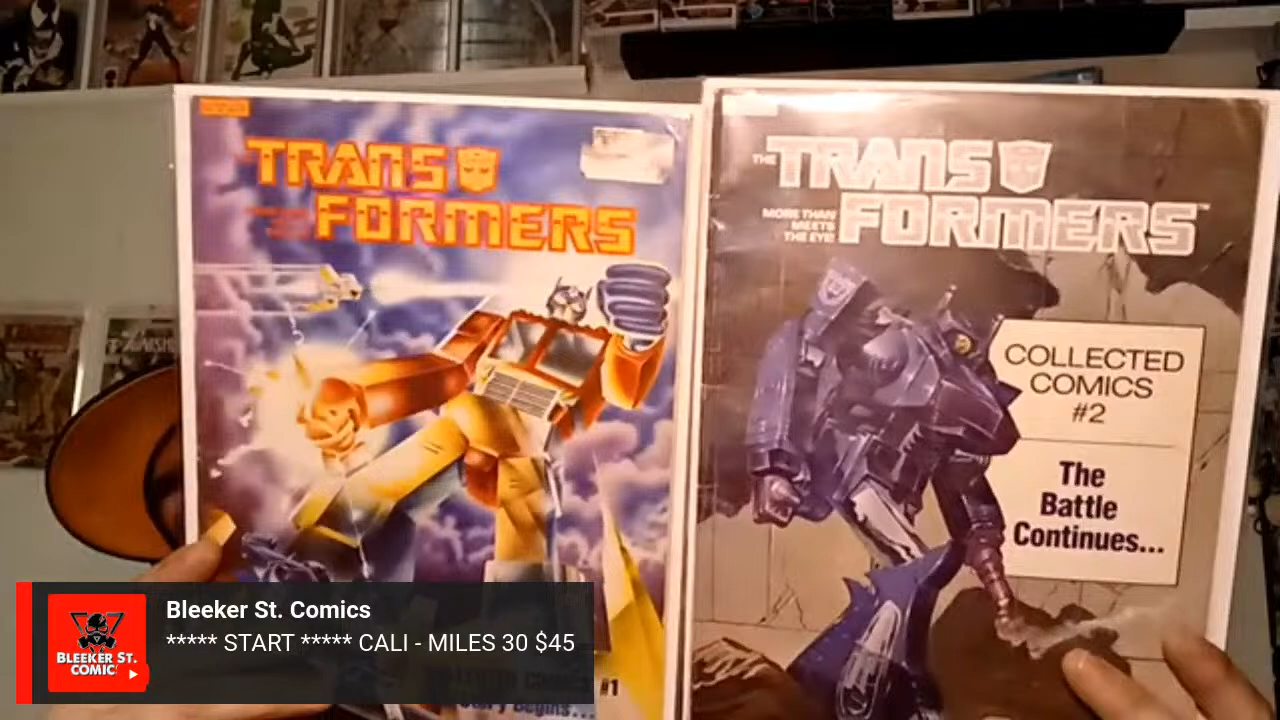 TRANS
FORMERS
#1
THE TRANS
MORE THAN
MEETS
THE EYE!
FORMERS
COLLECTED
COMICS
#2
The
Battle
Continues...
Bleeker St. Comics
***** START ***** CALI - MILES 30 $45
BLEEKER ST.
COMIC